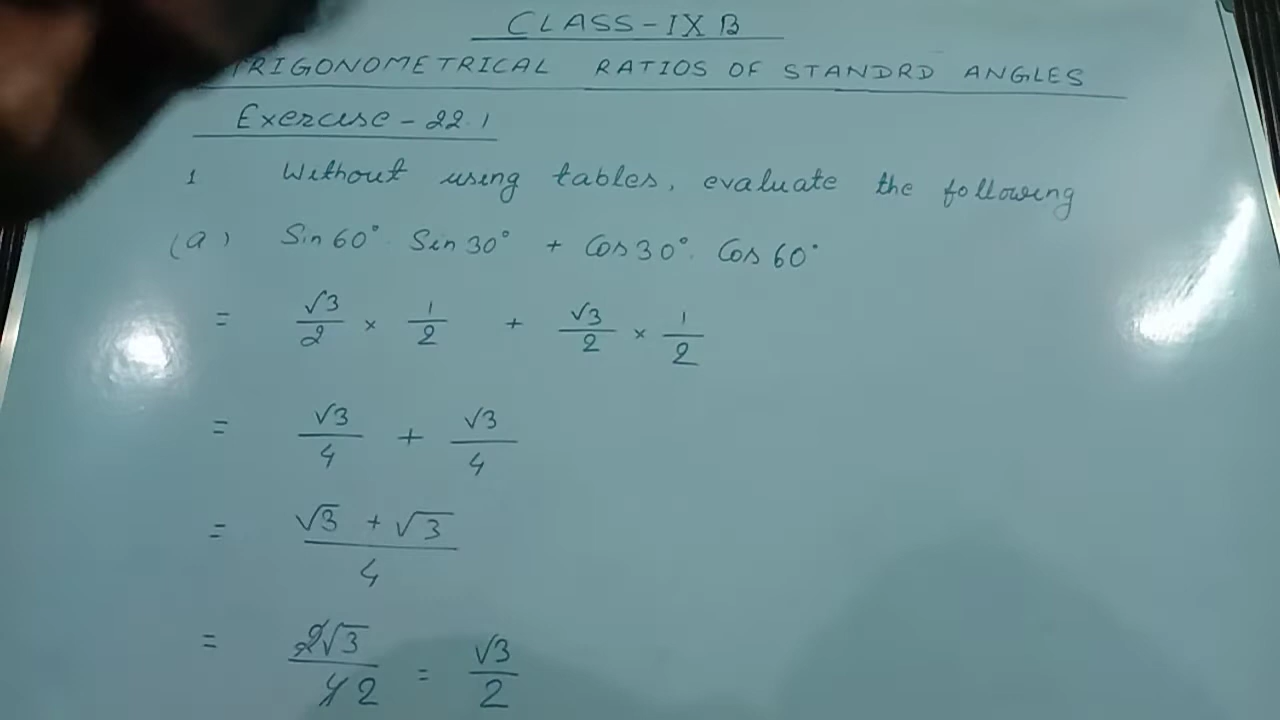 CLASS-IX B
TRIGONOMETRICAL RATIOS OF STANDRD ANGLES
Exercise - 22.1
1 Without using tables, evaluate the following
(a) Sin 60°. Sin 30° + Cos 30°. Cos 60°
= √3/2 × 1/2 + √3/2 × 1/2
= √3/4 + √3/4
= √3 + √3 / 4
= 2√3 / 4 2 = √3/2